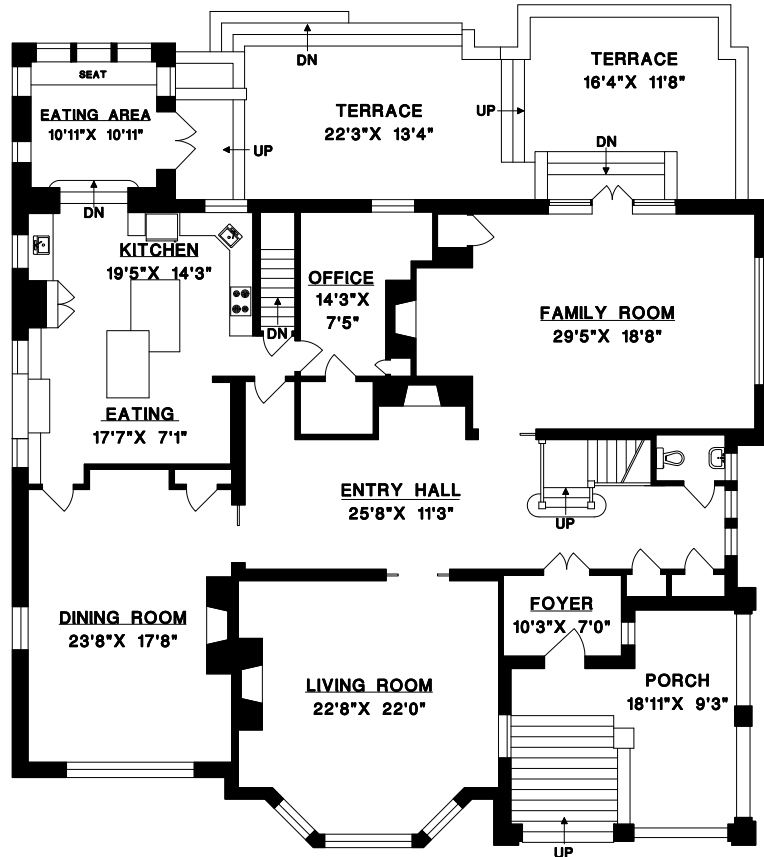 TERRACE
16'4"X 11'8"
DN
SEAT
TERRACE
22'3"X 13'4"
UP
EATING AREA
10'11"X 10'11"
UP
DN
DN
KITCHEN
19'5"X 14'3"
OFFICE
14'3"X
7'5"
DN
FAMILY ROOM
29'5"X 18'8"
EATING
17'7"X 7'1"
ENTRY HALL
25'8"X 11'3"
UP
DINING ROOM
23'8"X 17'8"
FOYER
10'3"X 7'0"
LIVING ROOM
22'8"X 22'0"
PORCH
18'11"X 9'3"
UP